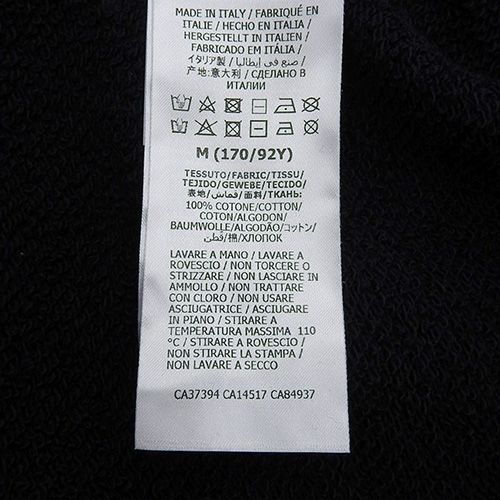 MADE IN ITALY / FABRIQUÉ EN
ITALIE / HECHO EN ITALIA /
HERGESTELLT IN ITALIEN /
FABRICADO EM ITÁLIA /
イタリア製 / صنع في إيطاليا /
产地:意大利 / СДЕЛАНО В
ИТАЛИИ
M (170/92Y)
TESSUTO/FABRIC/TISSU/
TEJIDO/GEWEBE/TECIDO/
表地/قماش/面料/ТКАНЬ:
100% COTONE/COTTON/
COTON/ALGODON/
BAUMWOLLE/ALGODÃO/コットン/
قطن/棉/ХЛОПОК
LAVARE A MANO / LAVARE A
ROVESCIO / NON TORCERE O
STRIZZARE / NON LASCIARE IN
AMMOLLO / NON TRATTARE
CON CLORO / NON USARE
ASCIUGATRICE / ASCIUGARE
IN PIANO / STIRARE A
TEMPERATURA MASSIMA 110
°C / STIRARE A ROVESCIO /
NON STIRARE LA STAMPA /
NON LAVARE A SECCO
CA37394 CA14517 CA84937